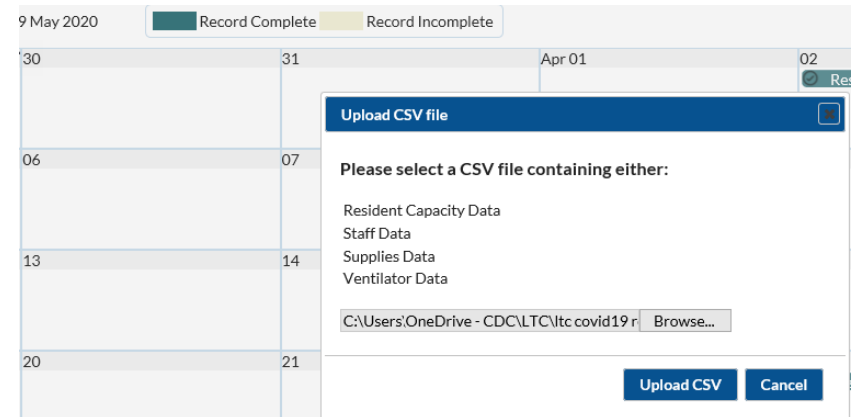 9 May 2020 Record Complete Record Incomplete
30 31 Apr 01 02
Upload CSV file
06 07
Please select a CSV file containing either:
Resident Capacity Data
Staff Data
13 14
Supplies Data
Ventilator Data
C:\Users\OneDrive - CDC\LTC\ltc covid19 r Browse...
20 21
Upload CSV Cancel